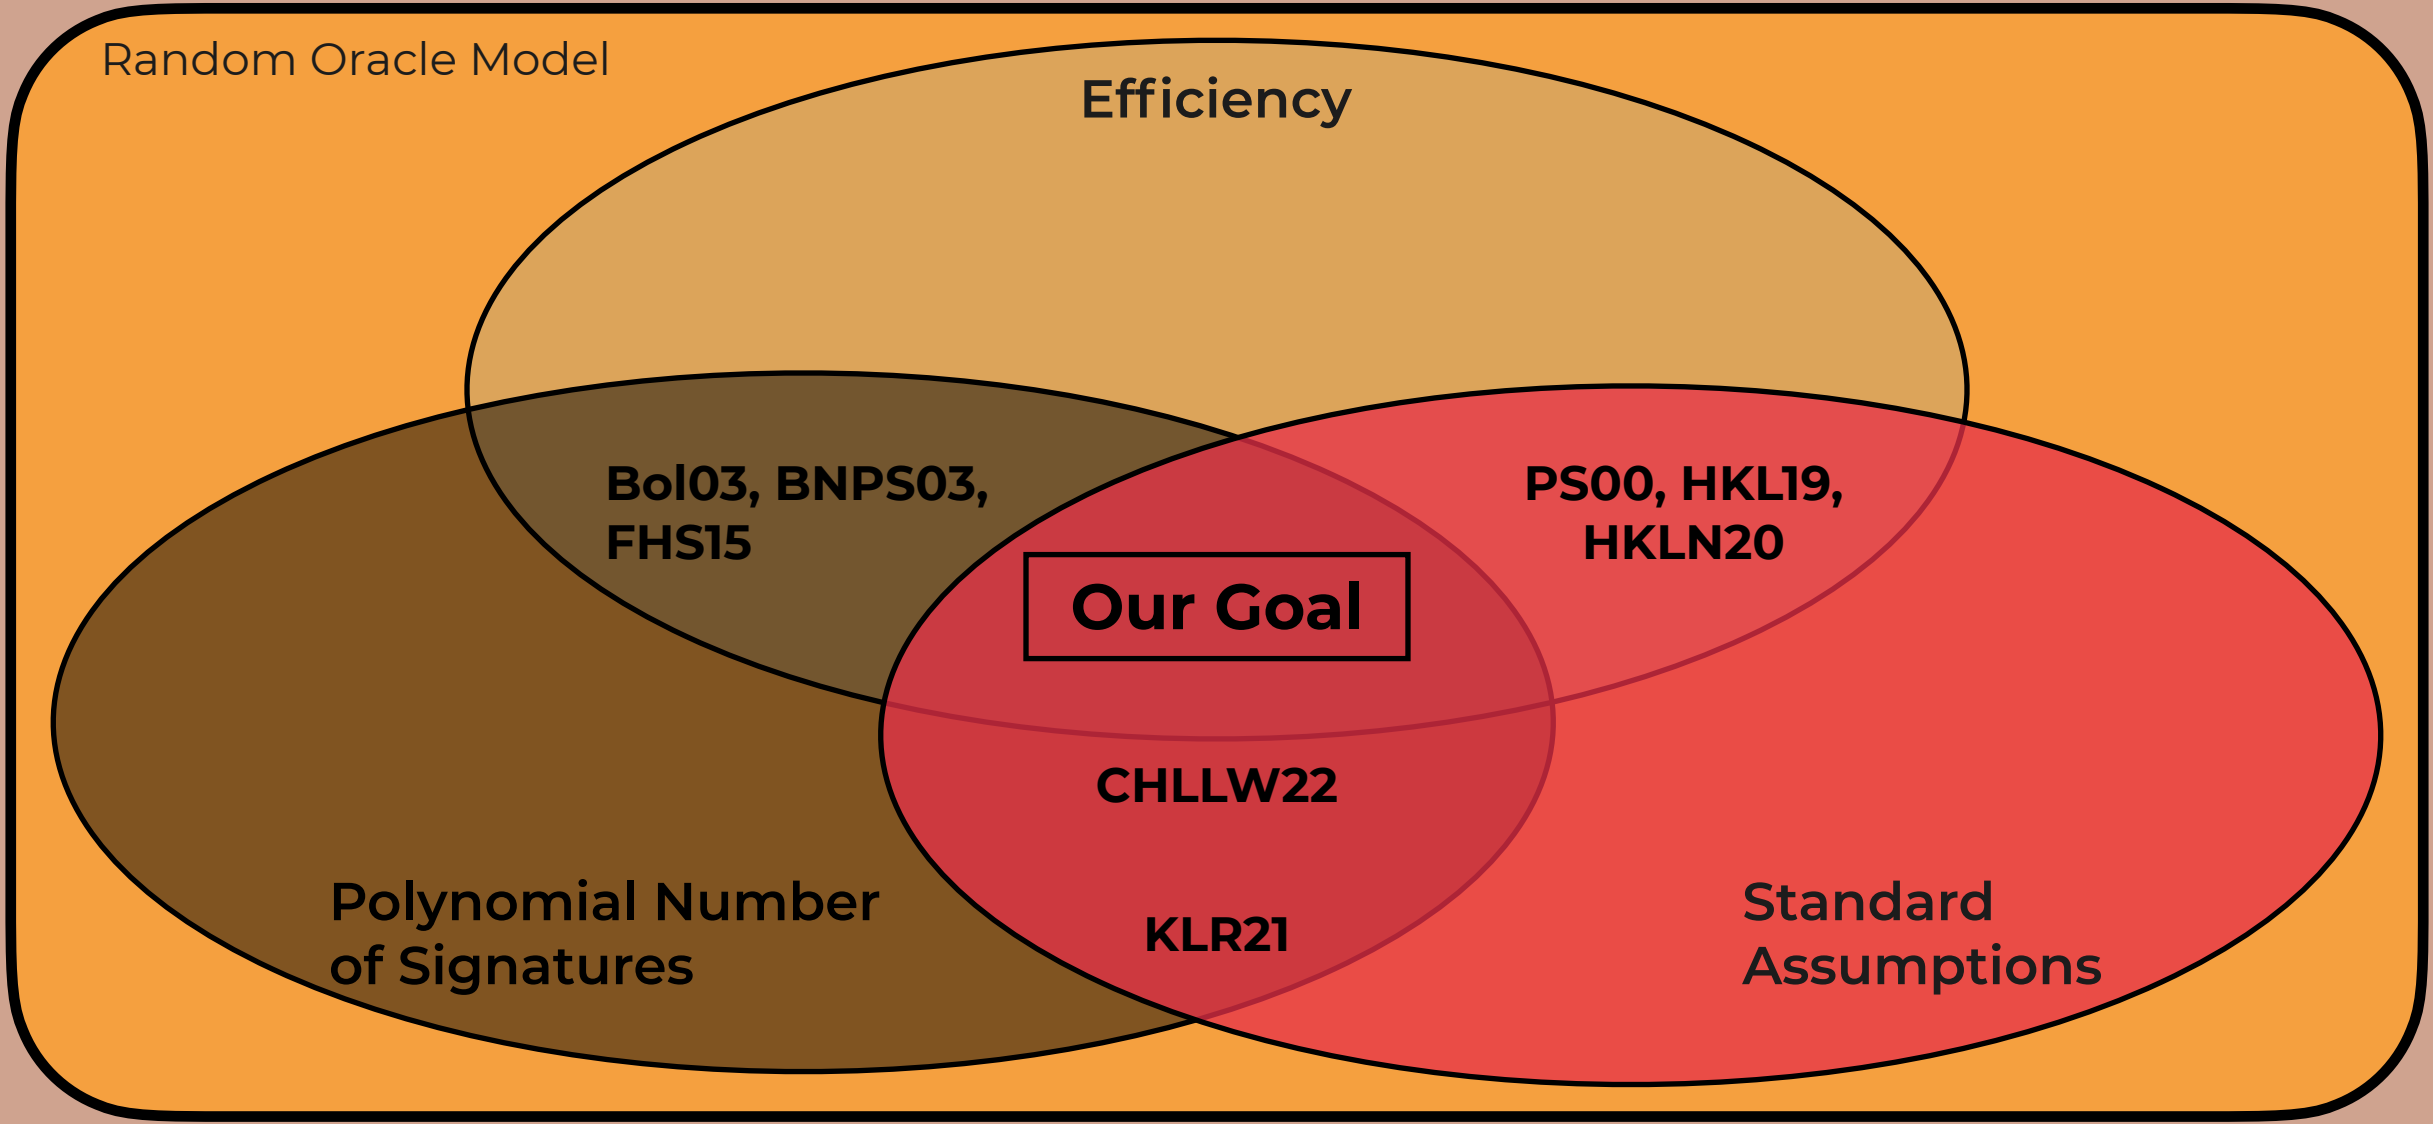 Random Oracle Model
Efficiency
Bol03, BNPS03,
FHS15
PS00, HKL19,
HKLN20
Our Goal
CHLLW22
KLR21
Polynomial Number
of Signatures
Standard
Assumptions